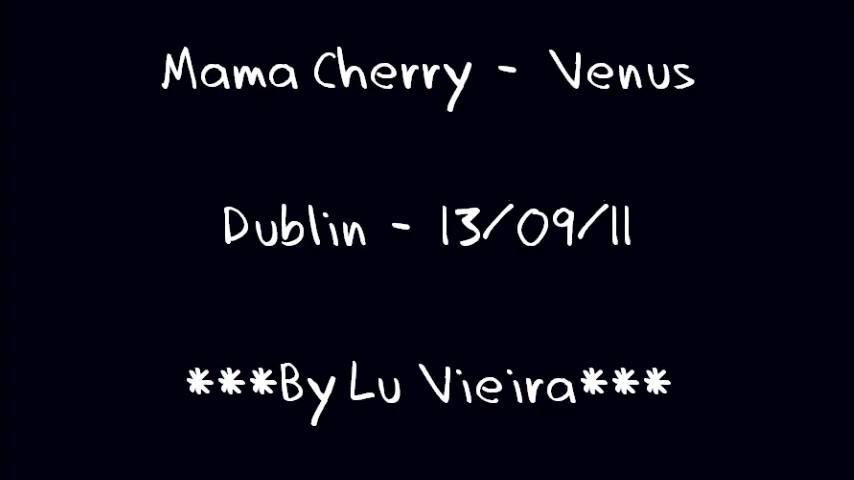 Mama Cherry - Venus
Dublin - 13/09/11
***By Lu Vieira***